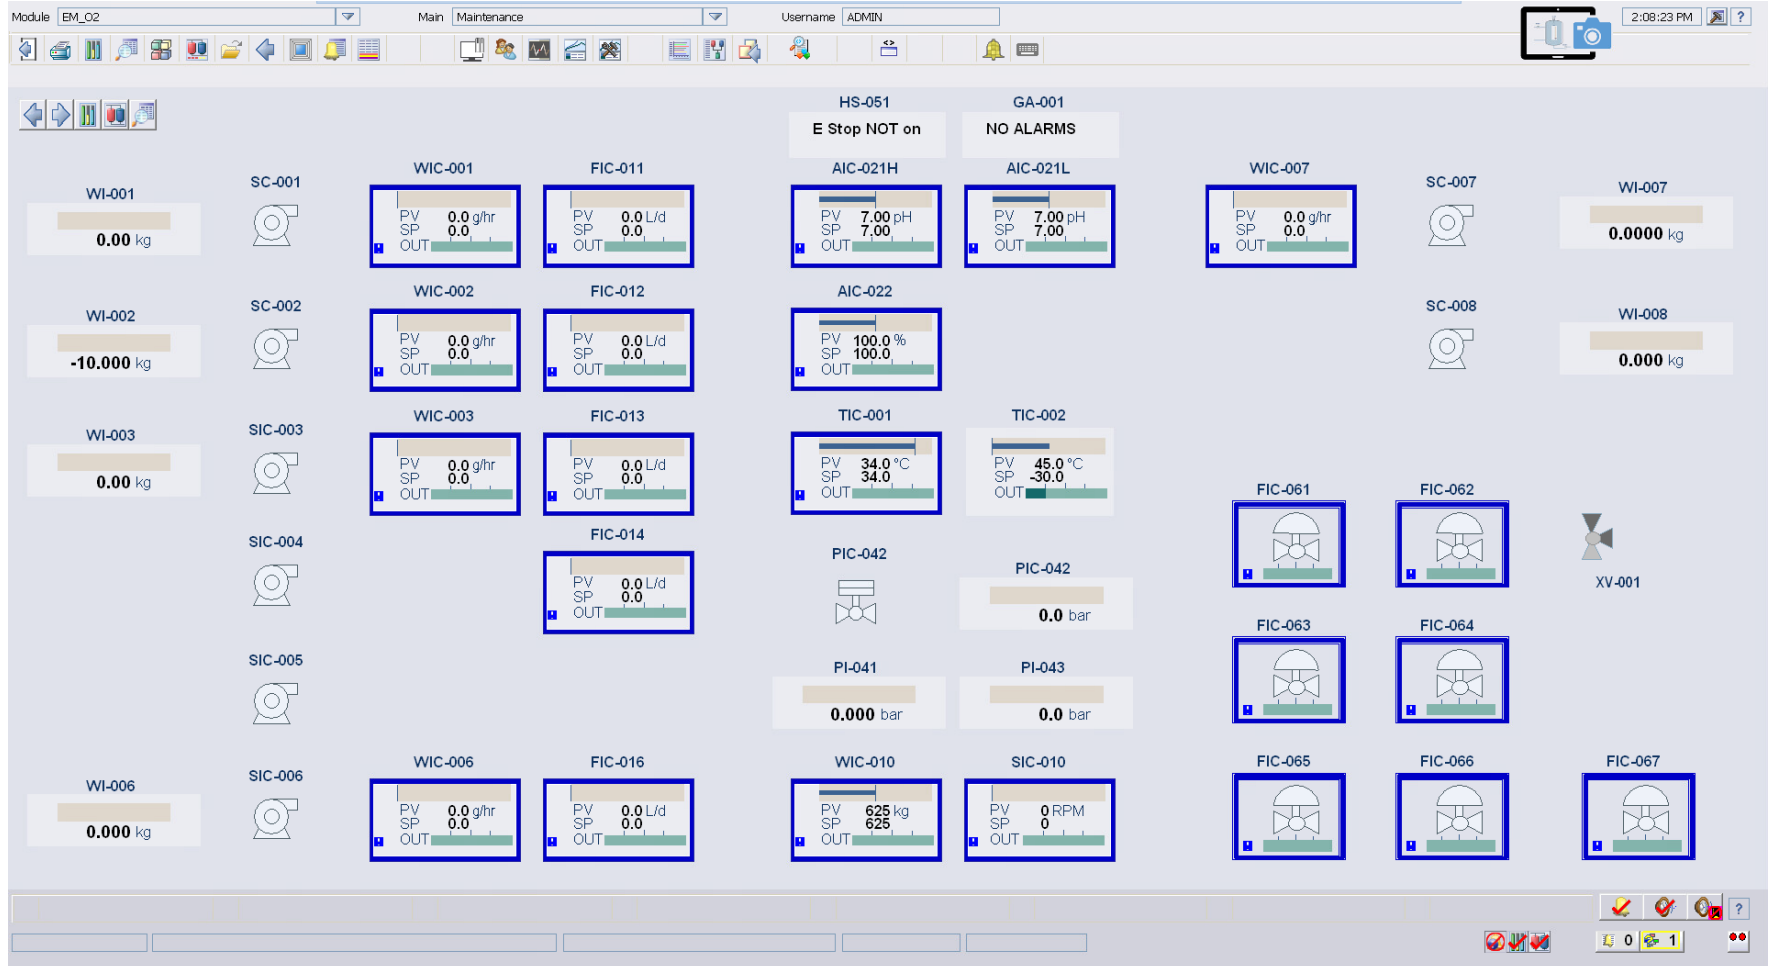 Module EM_O2 Main Maintenance Username ADMIN 2:08:23 PM ?
HS-051 GA-001
E Stop NOT on NO ALARMS
WI-001
0.00 kg
SC-001
WIC-001
PV 0.0 g/hr
SP 0.0
OUT
FIC-011
PV 0.0 L/d
SP 0.0
OUT
AIC-021H
PV 7.00 pH
SP 7.00
OUT
AIC-021L
PV 7.00 pH
SP 7.00
OUT
WIC-007
PV 0.0 g/hr
SP 0.0
OUT
SC-007
WI-007
0.0000 kg
WI-002
-10.000 kg
SC-002
WIC-002
PV 0.0 g/hr
SP 0.0
OUT
FIC-012
PV 0.0 L/d
SP 0.0
OUT
AIC-022
PV 100.0 %
SP 100.0
OUT
SC-008
WI-008
0.000 kg
WI-003
0.00 kg
SIC-003
WIC-003
PV 0.0 g/hr
SP 0.0
OUT
FIC-013
PV 0.0 L/d
SP 0.0
OUT
TIC-001
PV 34.0 °C
SP 34.0
OUT
TIC-002
PV 45.0 °C
SP -30.0
OUT
FIC-061
FIC-062
XV-001
SIC-004
FIC-014
PV 0.0 L/d
SP 0.0
OUT
PIC-042
PIC-042
0.0 bar
FIC-063
FIC-064
SIC-005
PI-041
0.000 bar
PI-043
0.0 bar
WI-006
0.000 kg
SIC-006
WIC-006
PV 0.0 g/hr
SP 0.0
OUT
FIC-016
PV 0.0 L/d
SP 0.0
OUT
WIC-010
PV 625 kg
SP 625
OUT
SIC-010
PV 0 RPM
SP 0
OUT
FIC-065
FIC-066
FIC-067
?
0 1